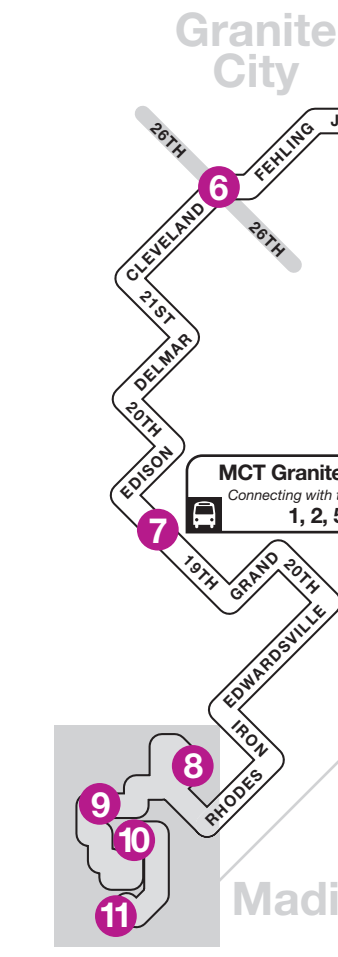 Granite
City
26TH
FEHLING
J
6
CLEVELAND
26TH
21ST
DELMAR
20TH
EDISON
MCT Granite
Connecting with
1, 2, 5
7
19TH
GRAND
20TH
EDWARDSVILLE
IRON
RHODES
8
9
10
11
Madi